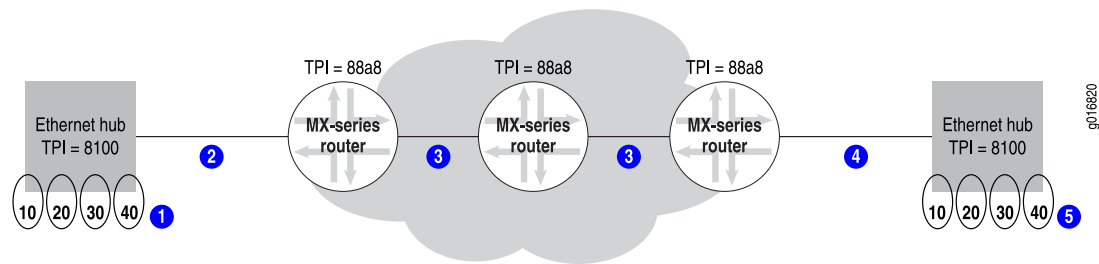 TPI = 88a8
TPI = 88a8
TPI = 88a8
Ethernet hub
TPI = 8100
MX-series
router
MX-series
router
MX-series
router
Ethernet hub
TPI = 8100
2
3
3
4
10
20
30
40
1
10
20
30
40
5
g016820